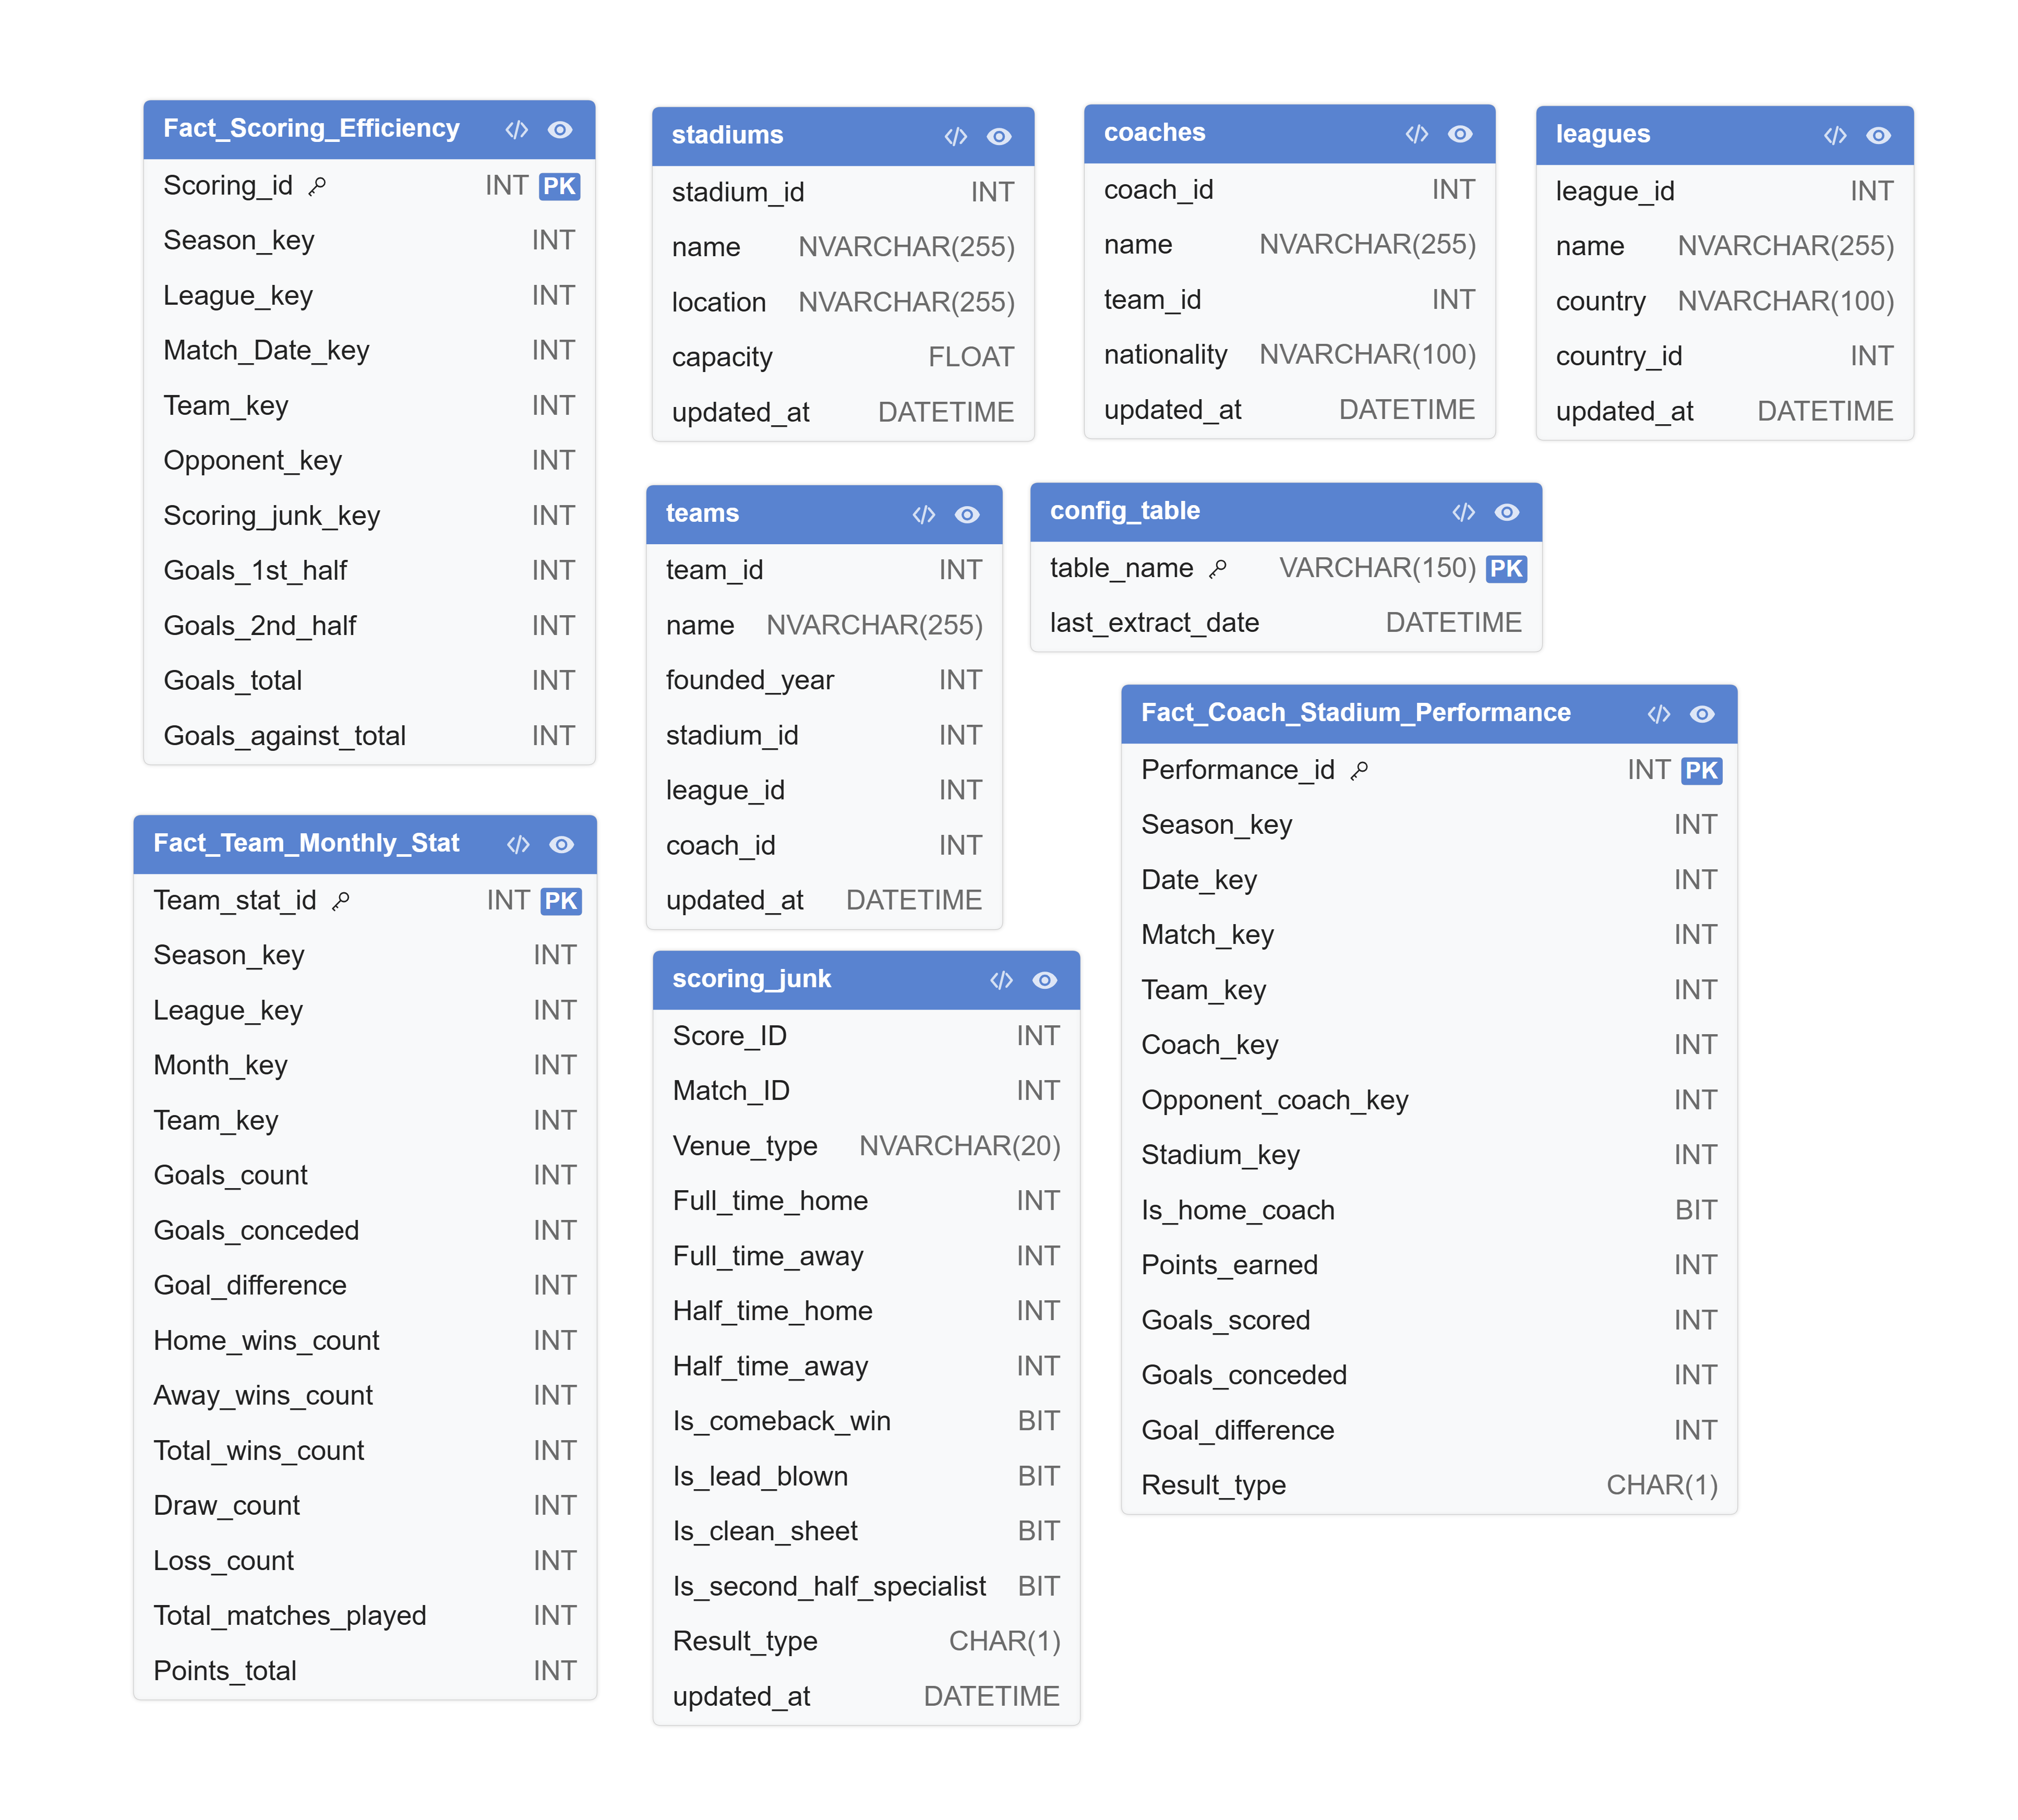 Fact_Scoring_Efficiency
Scoring_id INT PK
Season_key INT
League_key INT
Match_Date_key INT
Team_key INT
Opponent_key INT
Scoring_junk_key INT
Goals_1st_half INT
Goals_2nd_half INT
Goals_total INT
Goals_against_total INT
stadiums
stadium_id INT
name NVARCHAR(255)
location NVARCHAR(255)
capacity FLOAT
updated_at DATETIME
coaches
coach_id INT
name NVARCHAR(255)
team_id INT
nationality NVARCHAR(100)
updated_at DATETIME
leagues
league_id INT
name NVARCHAR(255)
country NVARCHAR(100)
country_id INT
updated_at DATETIME
teams
team_id INT
name NVARCHAR(255)
founded_year INT
stadium_id INT
league_id INT
coach_id INT
updated_at DATETIME
config_table
table_name VARCHAR(150) PK
last_extract_date DATETIME
Fact_Coach_Stadium_Performance
Performance_id INT PK
Season_key INT
Date_key INT
Match_key INT
Team_key INT
Coach_key INT
Opponent_coach_key INT
Stadium_key INT
Is_home_coach BIT
Points_earned INT
Goals_scored INT
Goals_conceded INT
Goal_difference INT
Result_type CHAR(1)
Fact_Team_Monthly_Stat
Team_stat_id INT PK
Season_key INT
League_key INT
Month_key INT
Team_key INT
Goals_count INT
Goals_conceded INT
Goal_difference INT
Home_wins_count INT
Away_wins_count INT
Total_wins_count INT
Draw_count INT
Loss_count INT
Total_matches_played INT
Points_total INT
scoring_junk
Score_ID INT
Match_ID INT
Venue_type NVARCHAR(20)
Full_time_home INT
Full_time_away INT
Half_time_home INT
Half_time_away INT
Is_comeback_win BIT
Is_lead_blown BIT
Is_clean_sheet BIT
Is_second_half_specialist BIT
Result_type CHAR(1)
updated_at DATETIME